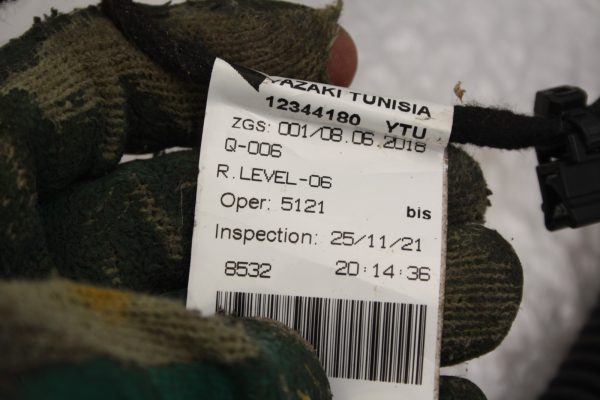 YAZAKI TUNISIA
12344180 YTU
ZGS: 001/08.06.2018
Q-006
R.LEVEL-06
Oper: 5121 bis
Inspection: 25/11/21
8532 20:14:36